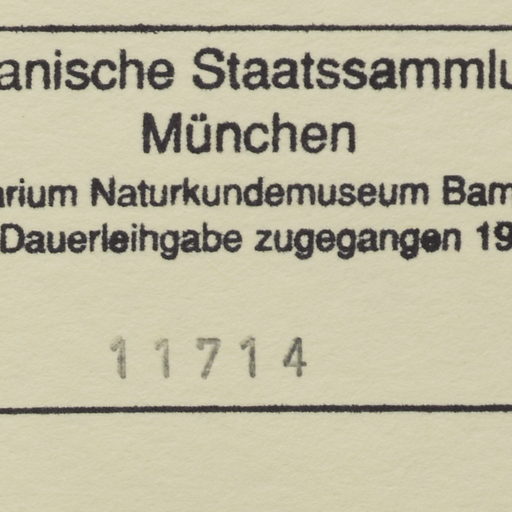 anische Staatssammlu
München
arium Naturkundemuseum Bam
Dauerleihgabe zugegangen 19
11714